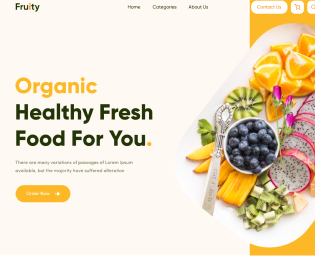 Fruity
Home Categories About Us Contact Us
Organic
Healthy Fresh
Food For You.
There are many variations of passages of Lorem Ipsum
available, but the majority have suffered alteration
Order Now